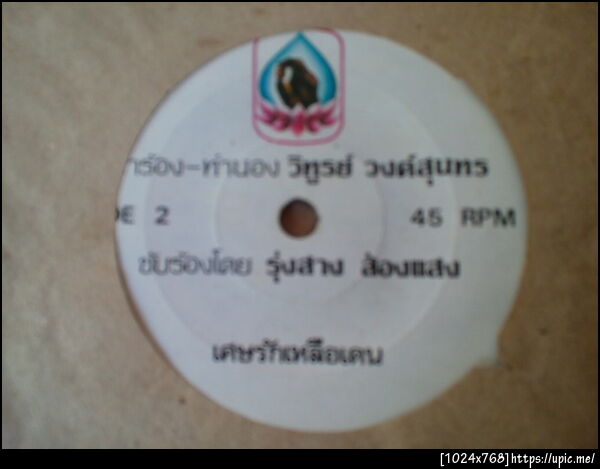 าร้อง-ทำนอง วิทูรย์ วงค์สุนทร
DE 2
45 RPM
ขับร้องโดย รุ่งสาง ส่องแสง
เศษรักเหลือเดน
[1024x768]https://upic.me/